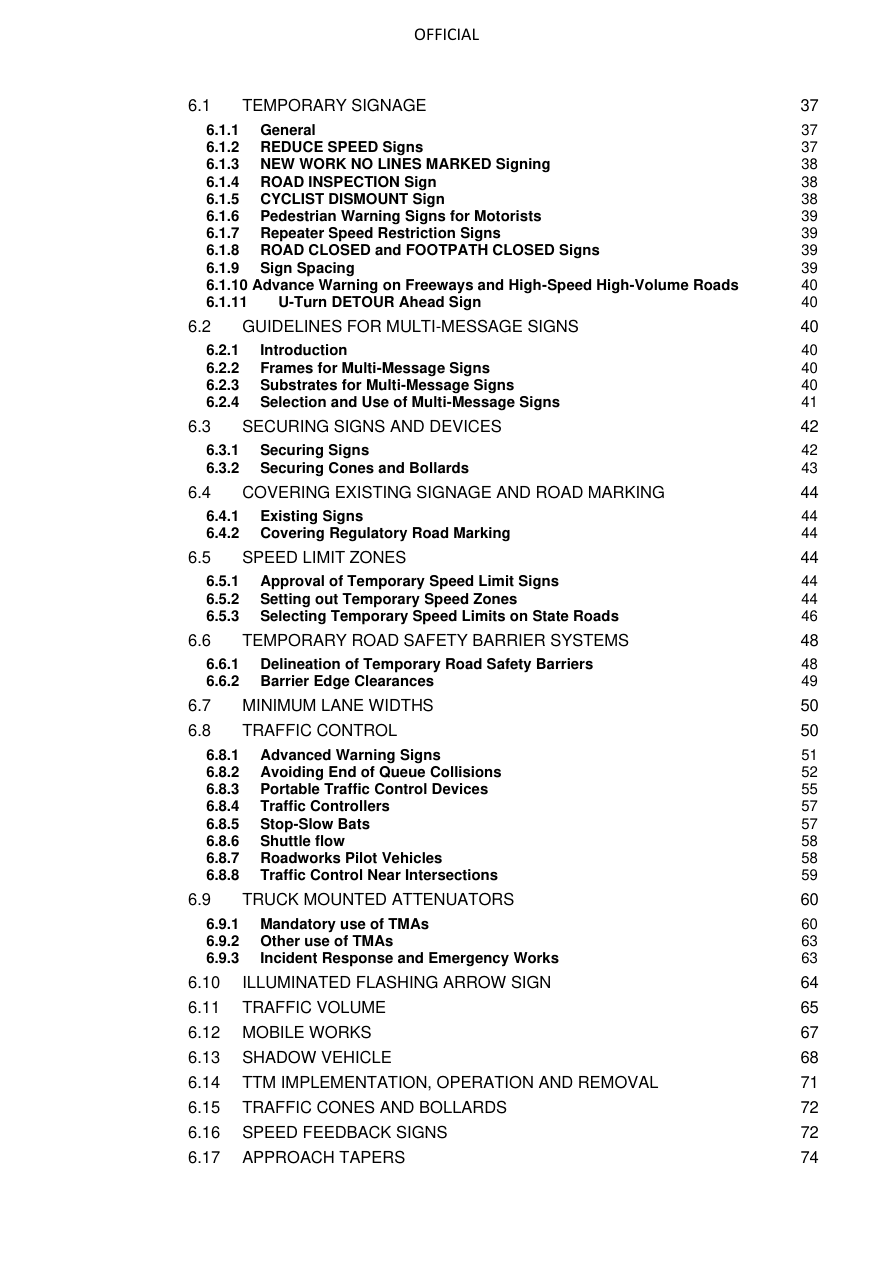 OFFICIAL
6.1 TEMPORARY SIGNAGE 37
6.1.1 General 37
6.1.2 REDUCE SPEED Signs 37
6.1.3 NEW WORK NO LINES MARKED Signing 38
6.1.4 ROAD INSPECTION Sign 38
6.1.5 CYCLIST DISMOUNT Sign 38
6.1.6 Pedestrian Warning Signs for Motorists 39
6.1.7 Repeater Speed Restriction Signs 39
6.1.8 ROAD CLOSED and FOOTPATH CLOSED Signs 39
6.1.9 Sign Spacing 39
6.1.10 Advance Warning on Freeways and High-Speed High-Volume Roads 40
6.1.11 U-Turn DETOUR Ahead Sign 40
6.2 GUIDELINES FOR MULTI-MESSAGE SIGNS 40
6.2.1 Introduction 40
6.2.2 Frames for Multi-Message Signs 40
6.2.3 Substrates for Multi-Message Signs 40
6.2.4 Selection and Use of Multi-Message Signs 41
6.3 SECURING SIGNS AND DEVICES 42
6.3.1 Securing Signs 42
6.3.2 Securing Cones and Bollards 43
6.4 COVERING EXISTING SIGNAGE AND ROAD MARKING 44
6.4.1 Existing Signs 44
6.4.2 Covering Regulatory Road Marking 44
6.5 SPEED LIMIT ZONES 44
6.5.1 Approval of Temporary Speed Limit Signs 44
6.5.2 Setting out Temporary Speed Zones 44
6.5.3 Selecting Temporary Speed Limits on State Roads 46
6.6 TEMPORARY ROAD SAFETY BARRIER SYSTEMS 48
6.6.1 Delineation of Temporary Road Safety Barriers 48
6.6.2 Barrier Edge Clearances 49
6.7 MINIMUM LANE WIDTHS 50
6.8 TRAFFIC CONTROL 50
6.8.1 Advanced Warning Signs 51
6.8.2 Avoiding End of Queue Collisions 52
6.8.3 Portable Traffic Control Devices 55
6.8.4 Traffic Controllers 57
6.8.5 Stop-Slow Bats 57
6.8.6 Shuttle flow 58
6.8.7 Roadworks Pilot Vehicles 58
6.8.8 Traffic Control Near Intersections 59
6.9 TRUCK MOUNTED ATTENUATORS 60
6.9.1 Mandatory use of TMAs 60
6.9.2 Other use of TMAs 63
6.9.3 Incident Response and Emergency Works 63
6.10 ILLUMINATED FLASHING ARROW SIGN 64
6.11 TRAFFIC VOLUME 65
6.12 MOBILE WORKS 67
6.13 SHADOW VEHICLE 68
6.14 TTM IMPLEMENTATION, OPERATION AND REMOVAL 71
6.15 TRAFFIC CONES AND BOLLARDS 72
6.16 SPEED FEEDBACK SIGNS 72
6.17 APPROACH TAPERS 74